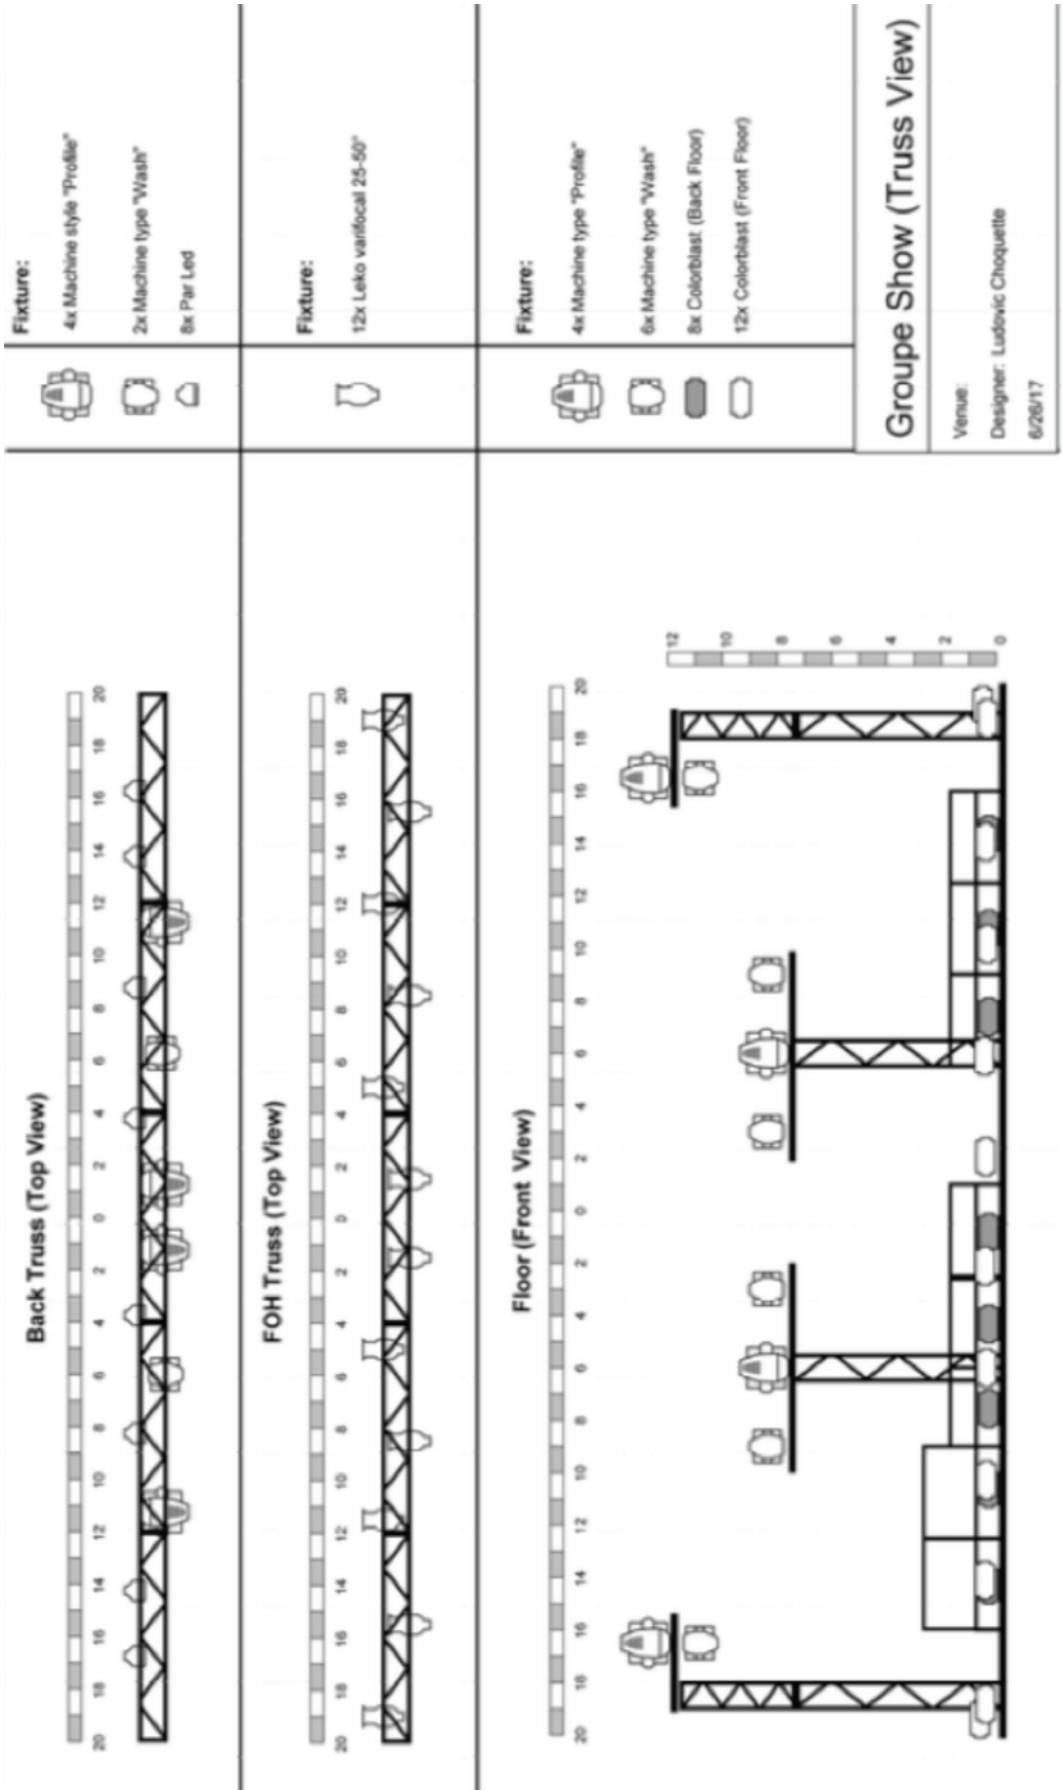 Back Truss (Top View)
20 18 16 14 12 10 8 6 4 2 0 2 4 6 8 10 12 14 16 18 20
Fixture:
4x Machine style "Profile"
2x Machine type "Wash"
8x Par Led
FOH Truss (Top View)
20 18 16 14 12 10 8 6 4 2 0 2 4 6 8 10 12 14 16 18 20
Fixture:
12x Leko varifocal 25-50°
Floor (Front View)
20 18 16 14 12 10 8 6 4 2 0 2 4 6 8 10 12 14 16 18 20
12
10
8
6
4
2
0
Fixture:
4x Machine type "Profile"
6x Machine type "Wash"
8x Colorblast (Back Floor)
12x Colorblast (Front Floor)
Groupe Show (Truss View)
Venue:
Designer: Ludovic Choquette
6/26/17